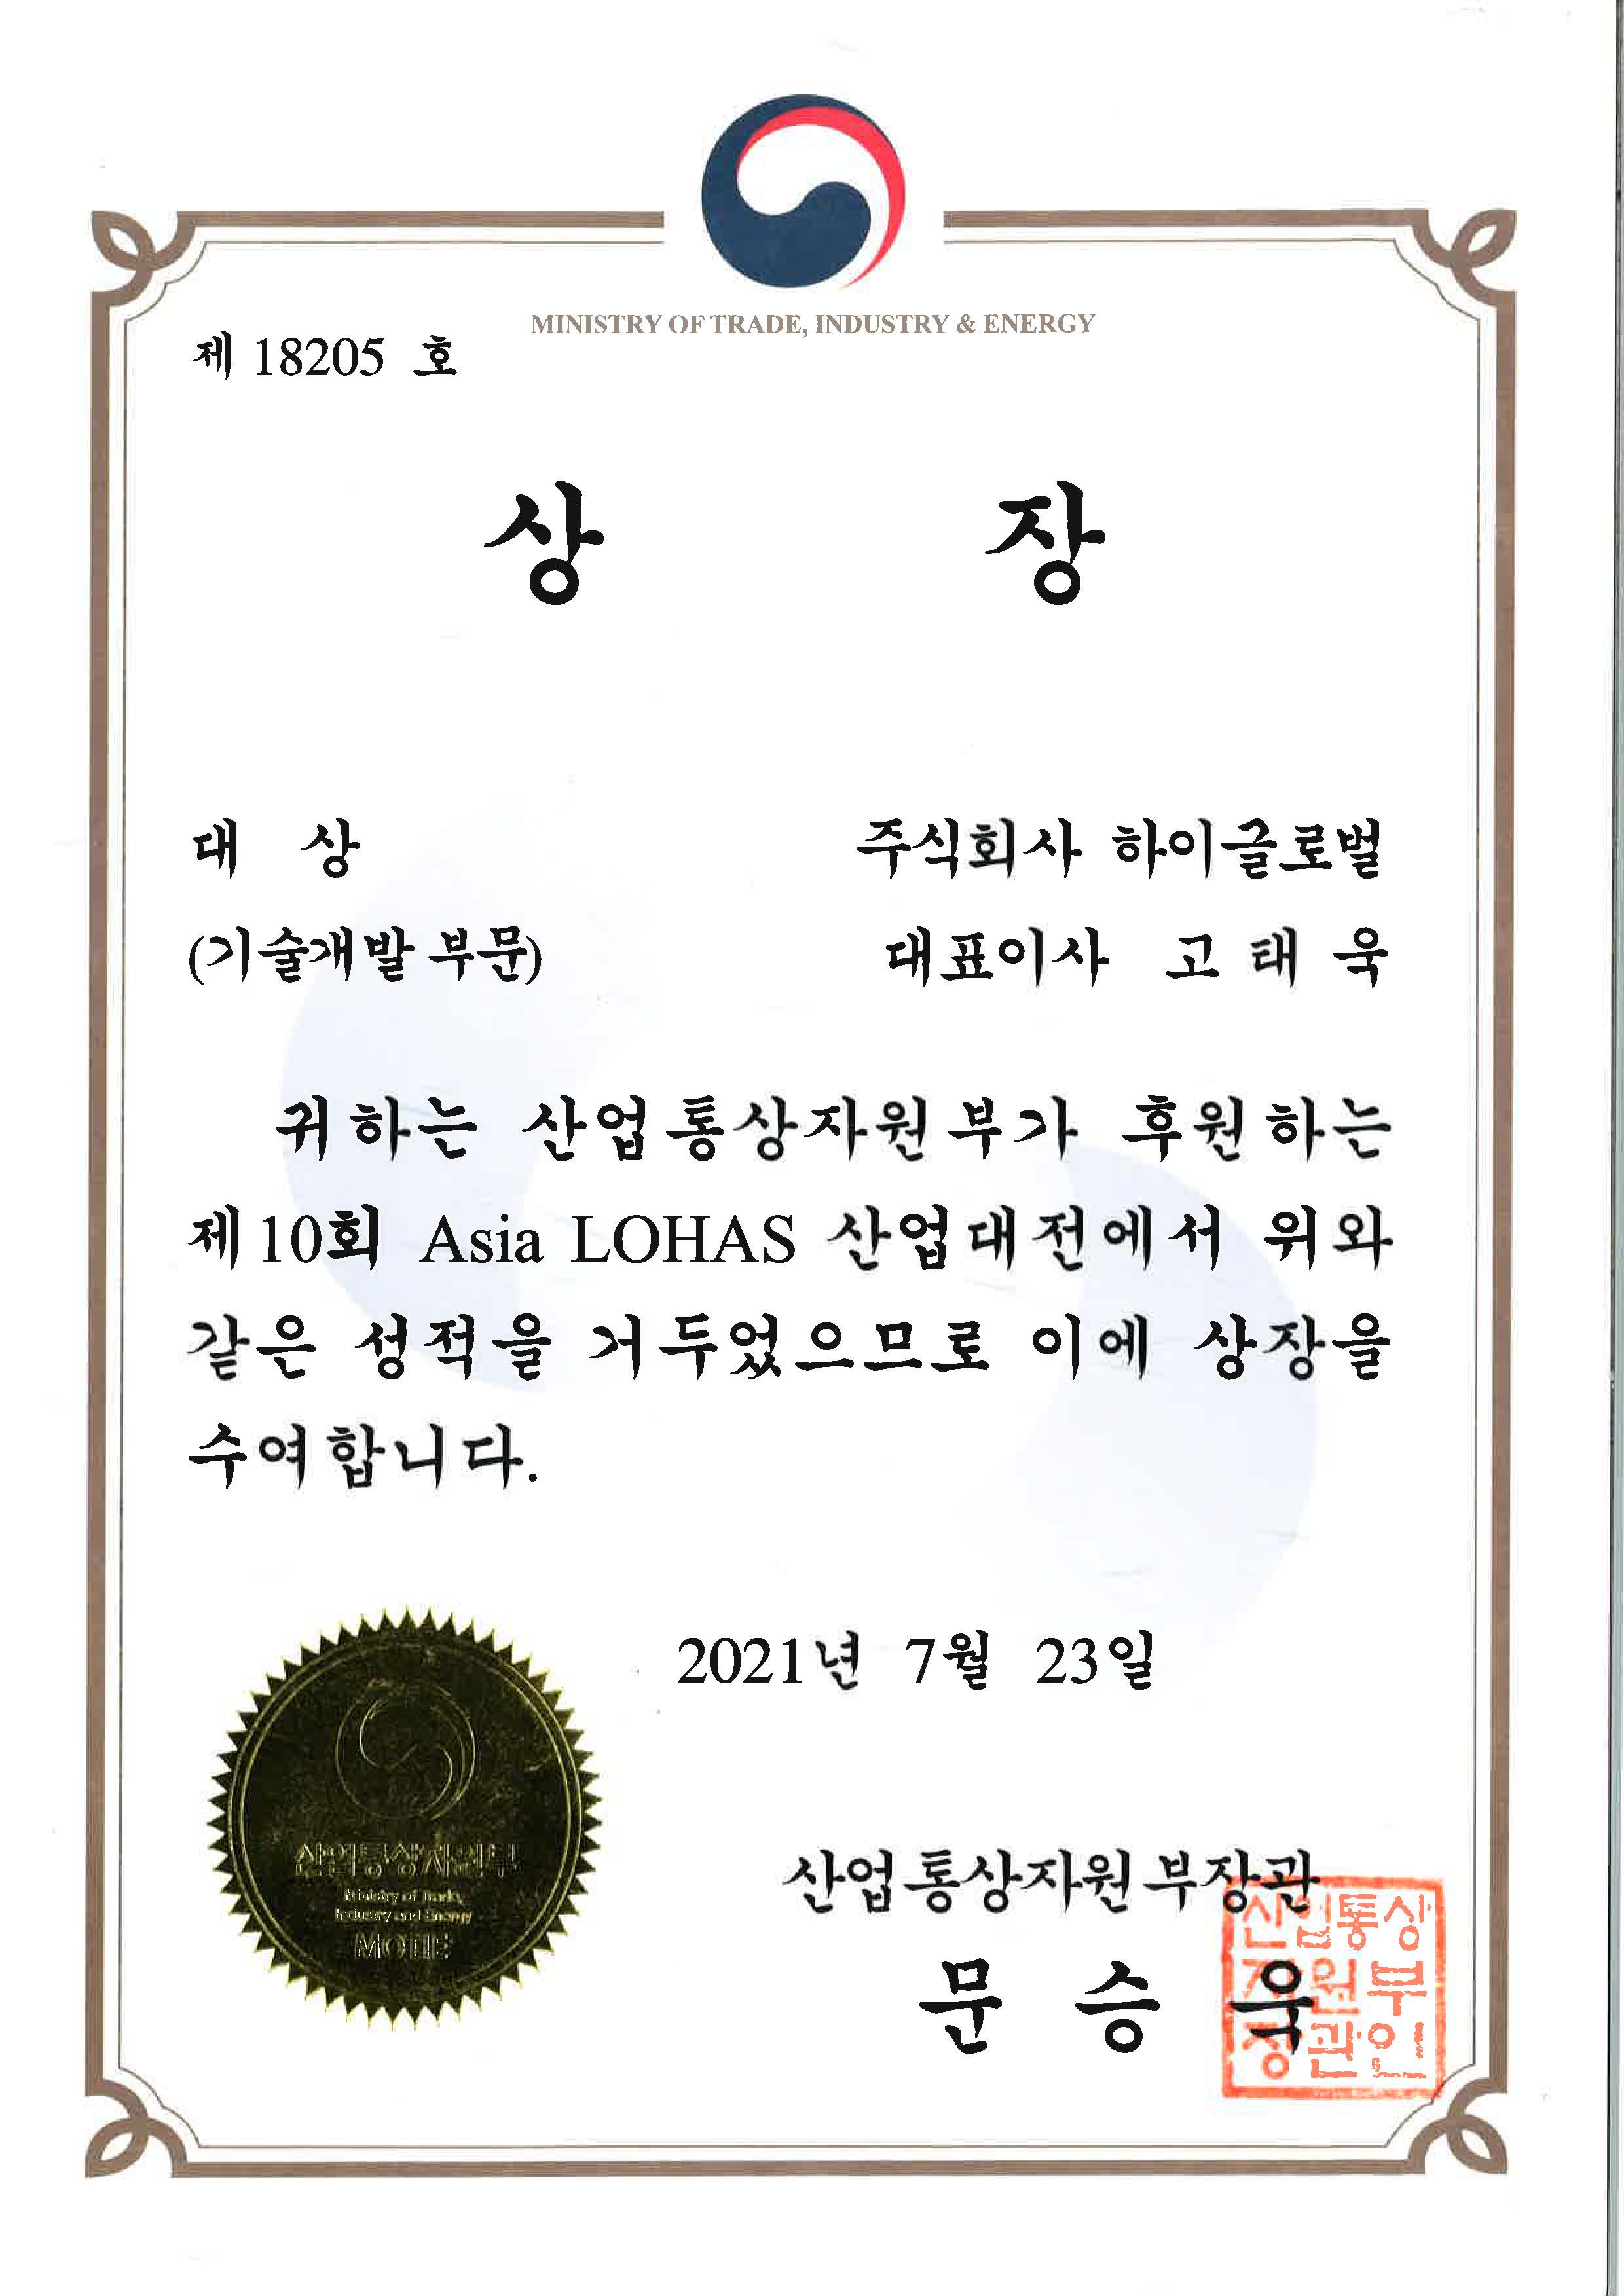 MINISTRY OF TRADE, INDUSTRY & ENERGY
제 18205 호
상 장
대 상
(기술개발 부문)
주식회사 하이글로벌
대표이사 고 태 욱
귀하는 산업통상자원부가 후원하는
제10회 Asia LOHAS 산업대전에서 위와
같은 성적을 거두었으므로 이에 상장을
수여합니다.
2021년 7월 23일
산업통상자원부
Ministry of Trade,
Industry and Energy
MOTIE
산업통상자원부장관
문 승 욱
산업통상
자원부
장관인